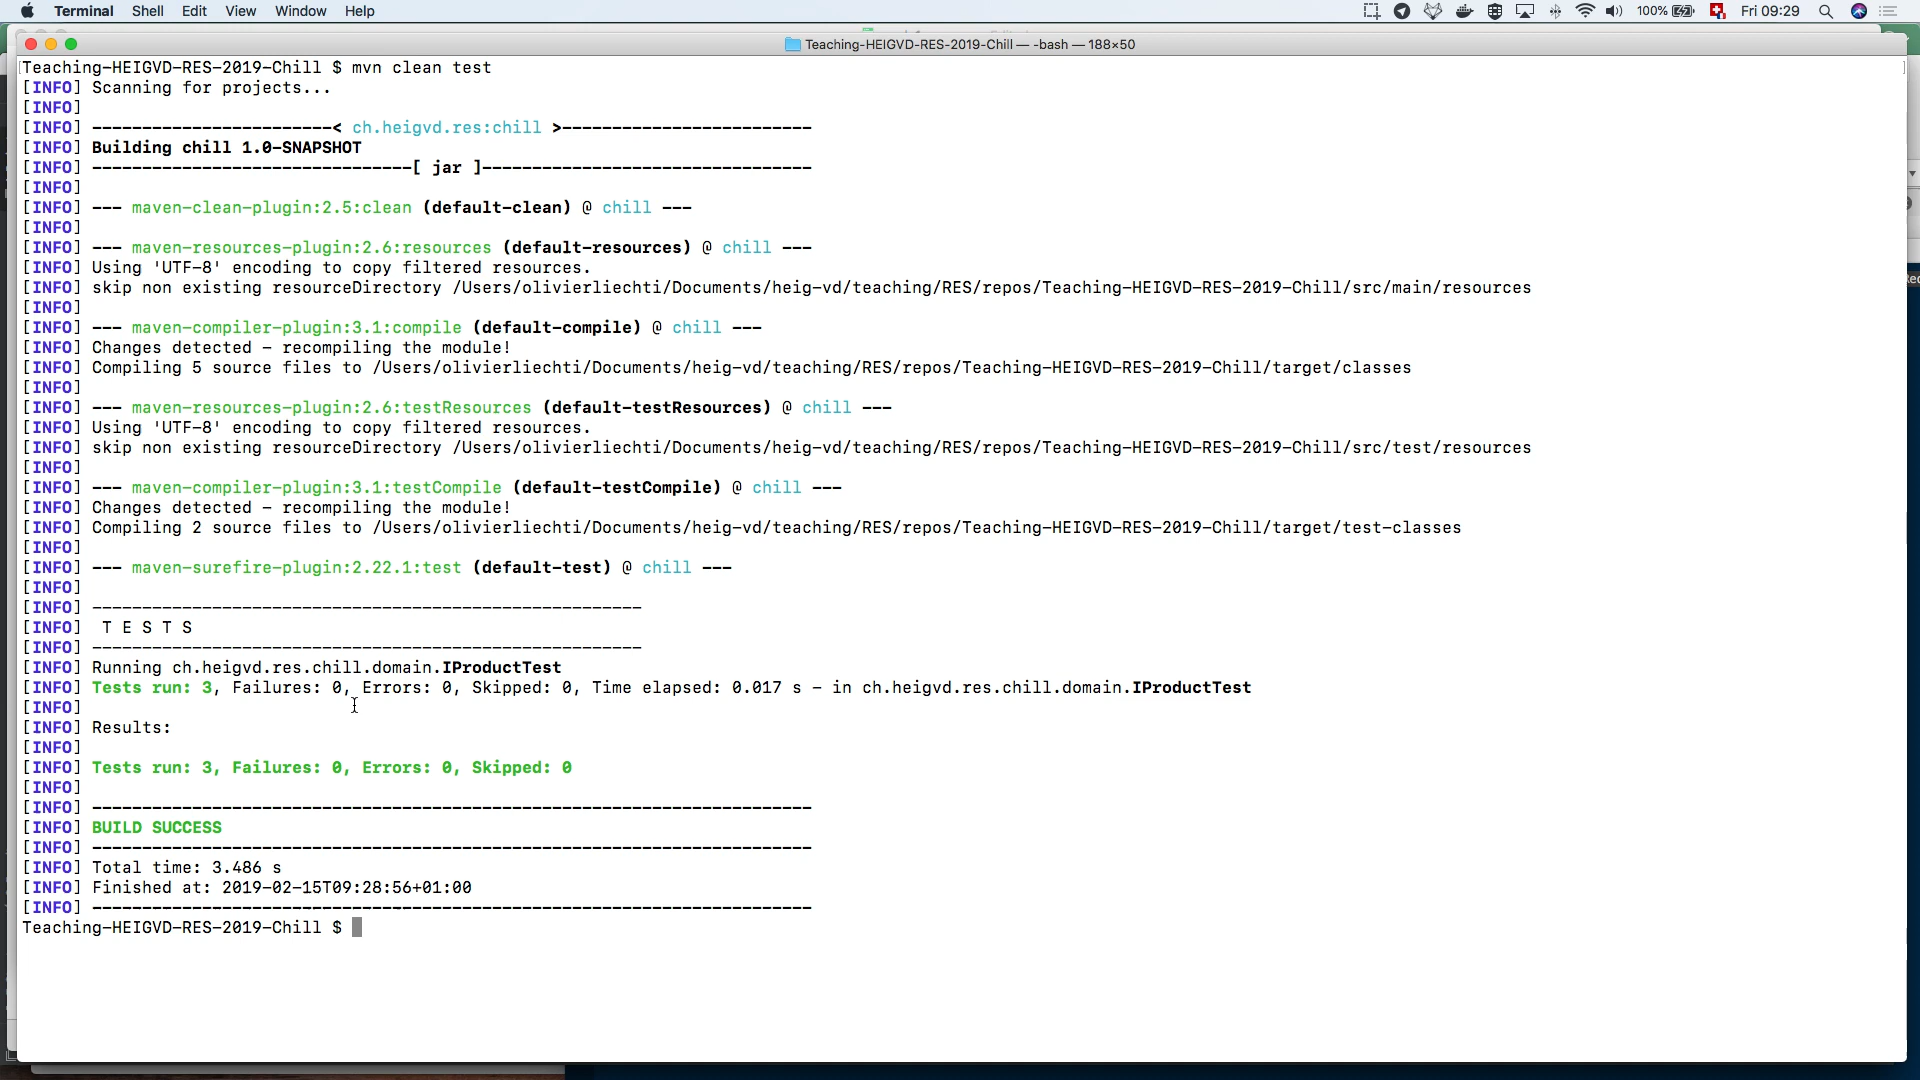 Terminal Shell Edit View Window Help 100% Fri 09:29
Teaching-HEIGVD-RES-2019-Chill — -bash — 188×50
Teaching-HEIGVD-RES-2019-Chill $ mvn clean test
[INFO] Scanning for projects...
[INFO]
[INFO] ------------------------< ch.heigvd.res:chill >-------------------------
[INFO] Building chill 1.0-SNAPSHOT
[INFO] --------------------------------[ jar ]---------------------------------
[INFO]
[INFO] --- maven-clean-plugin:2.5:clean (default-clean) @ chill ---
[INFO]
[INFO] --- maven-resources-plugin:2.6:resources (default-resources) @ chill ---
[INFO] Using 'UTF-8' encoding to copy filtered resources.
[INFO] skip non existing resourceDirectory /Users/olivierliechti/Documents/heig-vd/teaching/RES/repos/Teaching-HEIGVD-RES-2019-Chill/src/main/resources
[INFO]
[INFO] --- maven-compiler-plugin:3.1:compile (default-compile) @ chill ---
[INFO] Changes detected - recompiling the module!
[INFO] Compiling 5 source files to /Users/olivierliechti/Documents/heig-vd/teaching/RES/repos/Teaching-HEIGVD-RES-2019-Chill/target/classes
[INFO]
[INFO] --- maven-resources-plugin:2.6:testResources (default-testResources) @ chill ---
[INFO] Using 'UTF-8' encoding to copy filtered resources.
[INFO] skip non existing resourceDirectory /Users/olivierliechti/Documents/heig-vd/teaching/RES/repos/Teaching-HEIGVD-RES-2019-Chill/src/test/resources
[INFO]
[INFO] --- maven-compiler-plugin:3.1:testCompile (default-testCompile) @ chill ---
[INFO] Changes detected - recompiling the module!
[INFO] Compiling 2 source files to /Users/olivierliechti/Documents/heig-vd/teaching/RES/repos/Teaching-HEIGVD-RES-2019-Chill/target/test-classes
[INFO]
[INFO] --- maven-surefire-plugin:2.22.1:test (default-test) @ chill ---
[INFO]
[INFO] -------------------------------------------------------
[INFO]  T E S T S
[INFO] -------------------------------------------------------
[INFO] Running ch.heigvd.res.chill.domain.IProductTest
[INFO] Tests run: 3, Failures: 0, Errors: 0, Skipped: 0, Time elapsed: 0.017 s - in ch.heigvd.res.chill.domain.IProductTest
[INFO]
[INFO] Results:
[INFO]
[INFO] Tests run: 3, Failures: 0, Errors: 0, Skipped: 0
[INFO]
[INFO] ------------------------------------------------------------------------
[INFO] BUILD SUCCESS
[INFO] ------------------------------------------------------------------------
[INFO] Total time: 3.486 s
[INFO] Finished at: 2019-02-15T09:28:56+01:00
[INFO] ------------------------------------------------------------------------
Teaching-HEIGVD-RES-2019-Chill $